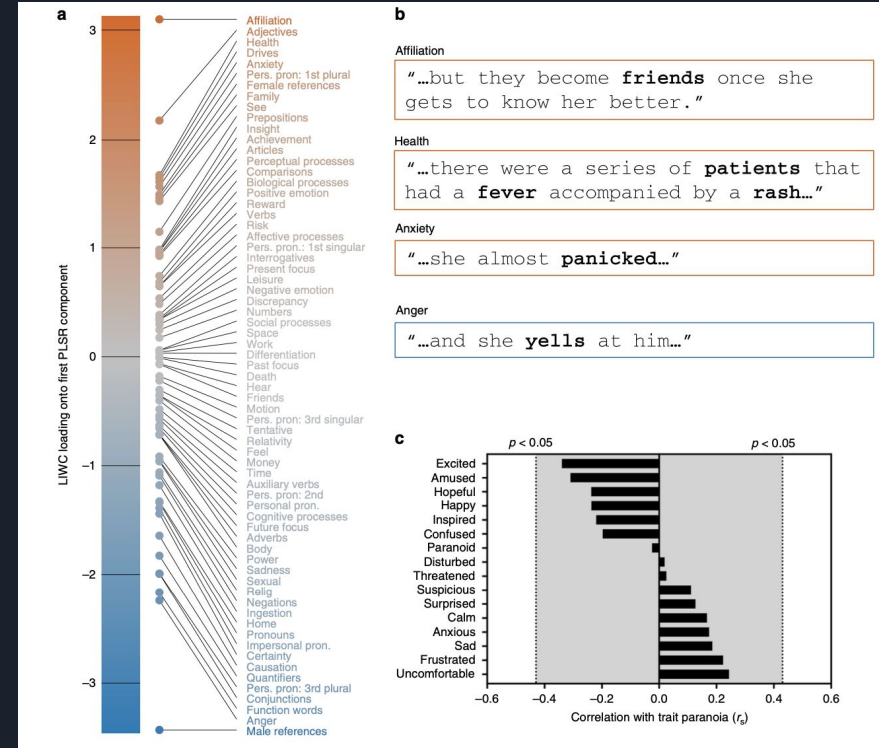 a
LIWC loading onto first PLSR component
3
2
1
0
–1
–2
–3
Affiliation
Adjectives
Health
Drives
Anxiety
Pers. pron: 1st plural
Female references
Family
See
Prepositions
Insight
Achievement
Articles
Perceptual processes
Comparisons
Biological processes
Positive emotion
Reward
Verbs
Risk
Affective processes
Pers. pron.: 1st singular
Interrogatives
Present focus
Leisure
Negative emotion
Discrepancy
Numbers
Social processes
Space
Work
Differentiation
Past focus
Death
Hear
Friends
Motion
Pers. pron: 3rd singular
Tentative
Relativity
Feel
Money
Time
Auxiliary verbs
Pers. pron: 2nd
Personal pron.
Cognitive processes
Future focus
Adverbs
Body
Power
Sadness
Sexual
Relig
Negations
Ingestion
Home
Pronouns
Impersonal pron.
Certainty
Causation
Quantifiers
Pers. pron: 3rd plural
Conjunctions
Function words
Anger
Male references
b
Affiliation
“…but they become friends once she
gets to know her better.”
Health
“…there were a series of patients that
had a fever accompanied by a rash…”
Anxiety
“…she almost panicked…”
Anger
“…and she yells at him…”
c
p < 0.05 p < 0.05
Excited
Amused
Hopeful
Happy
Inspired
Confused
Paranoid
Disturbed
Threatened
Suspicious
Surprised
Calm
Anxious
Sad
Frustrated
Uncomfortable
–0.6 –0.4 –0.2 0.0 0.2 0.4 0.6
Correlation with trait paranoia (rs)